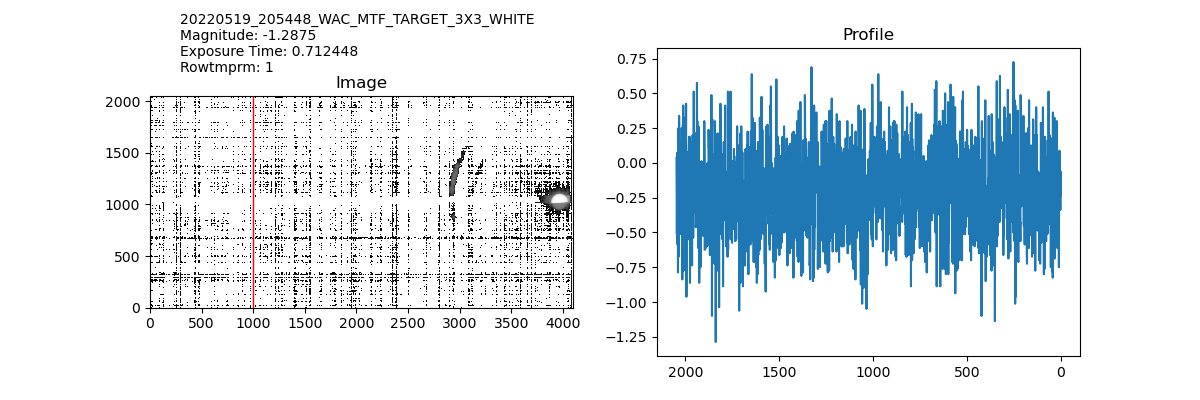 20220519_205448_WAC_MTF_TARGET_3X3_WHITE
Magnitude: -1.2875
Exposure Time: 0.712448
Rowtmprm: 1
Image
2000
1500
1000
500
0
0 500 1000 1500 2000 2500 3000 3500 4000
Profile
0.75
0.50
0.25
0.00
−0.25
−0.50
−0.75
−1.00
−1.25
2000 1500 1000 500 0